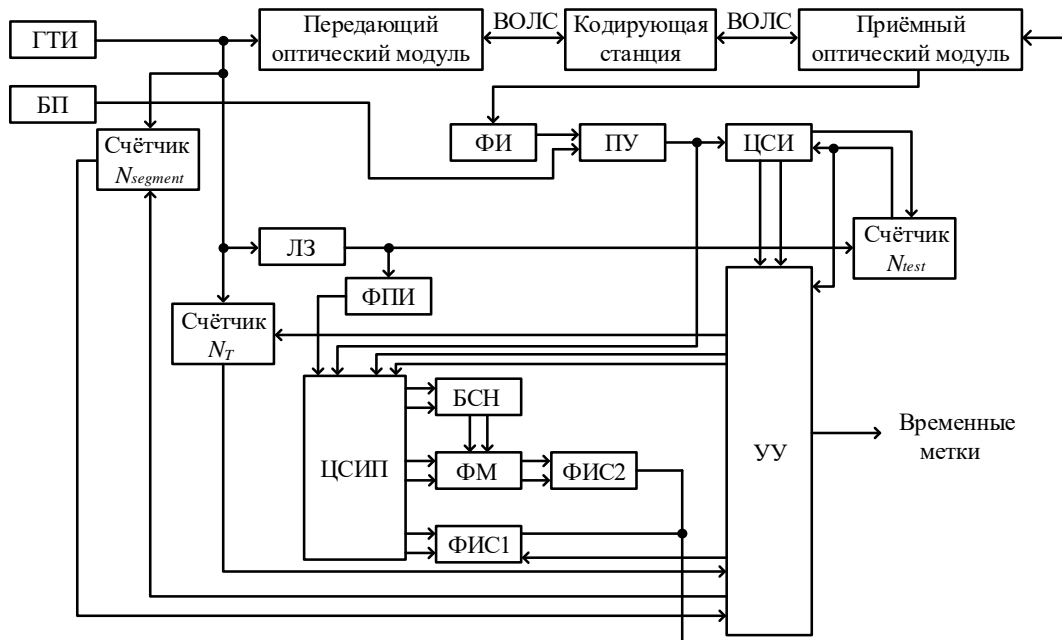 ГТИ
Передающий
оптический модуль
ВОЛС
Кодирующая
станция
ВОЛС
Приёмный
оптический модуль
БП
Счётчик
Nsegment
ФИ
ПУ
ЦСИ
ЛЗ
Счётчик
Ntest
ФПИ
Счётчик
NT
БСН
ЦСИП
ФМ
ФИС2
ФИС1
УУ
Временные
метки